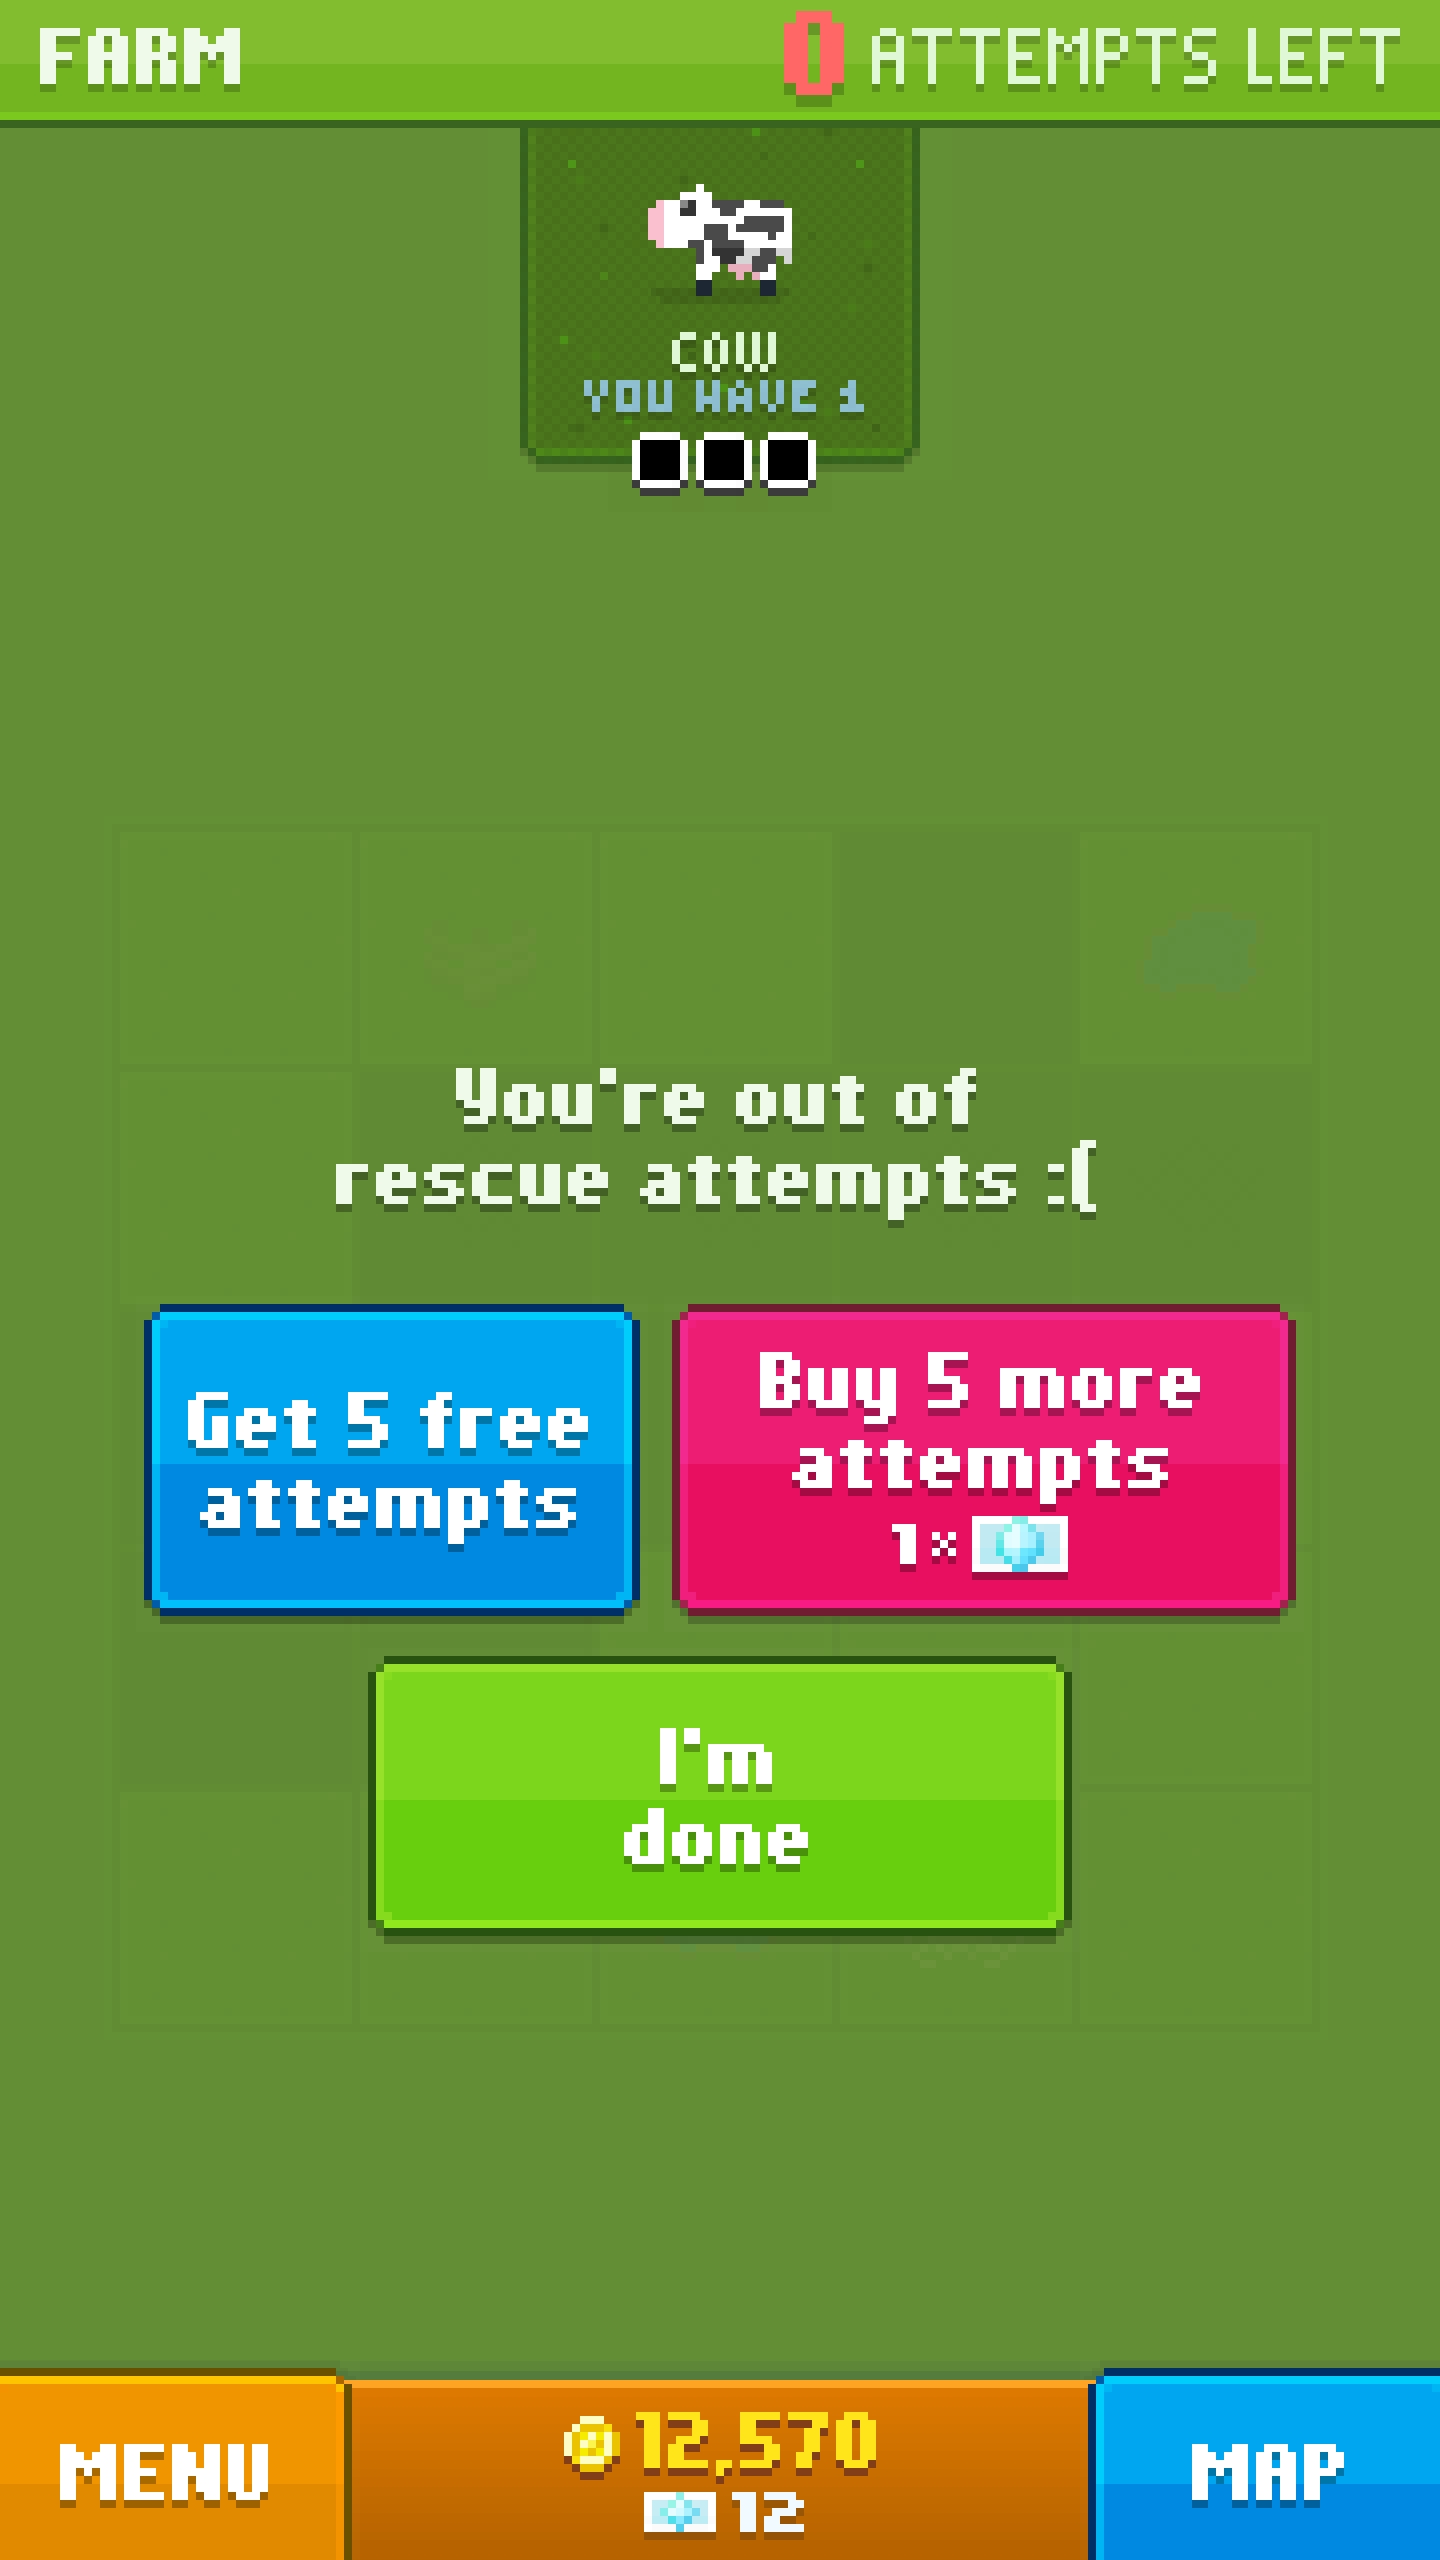 FARM
0 ATTEMPTS LEFT
COW
YOU HAVE 1
You're out of
rescue attempts :(
Get 5 free
attempts
Buy 5 more
attempts
1×
I'm
done
MENU
12,570
12
MAP